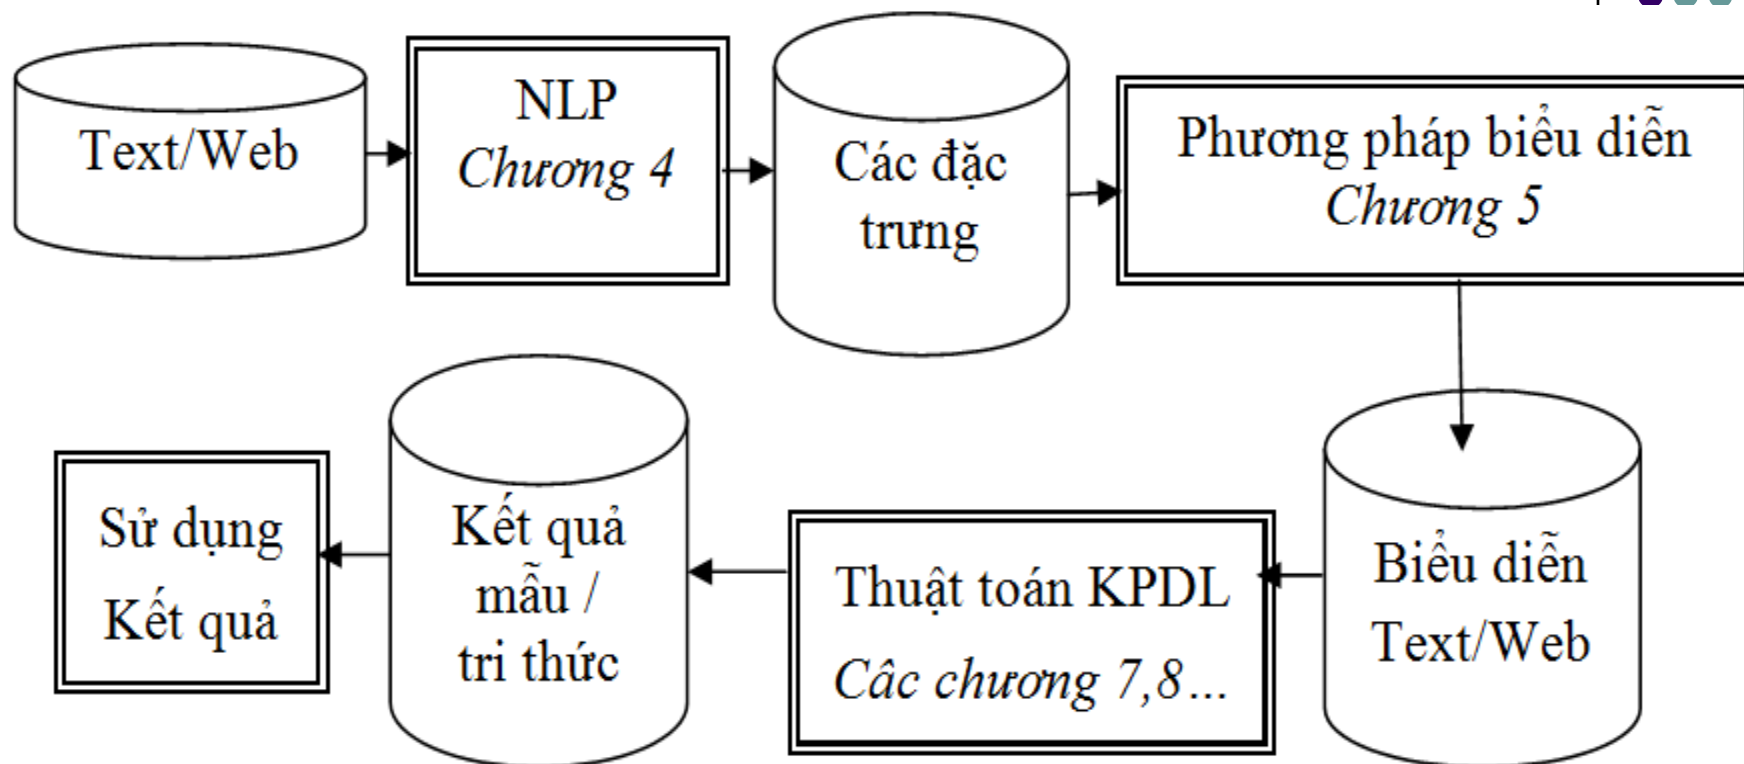 Text/Web
NLP
Chương 4
Các đặc
trưng
Phương pháp biểu diễn
Chương 5
Biểu diễn
Text/Web
Thuật toán KPDL
Câc chương 7,8...
Kết quả
mẫu /
tri thức
Sử dụng
Kết quả